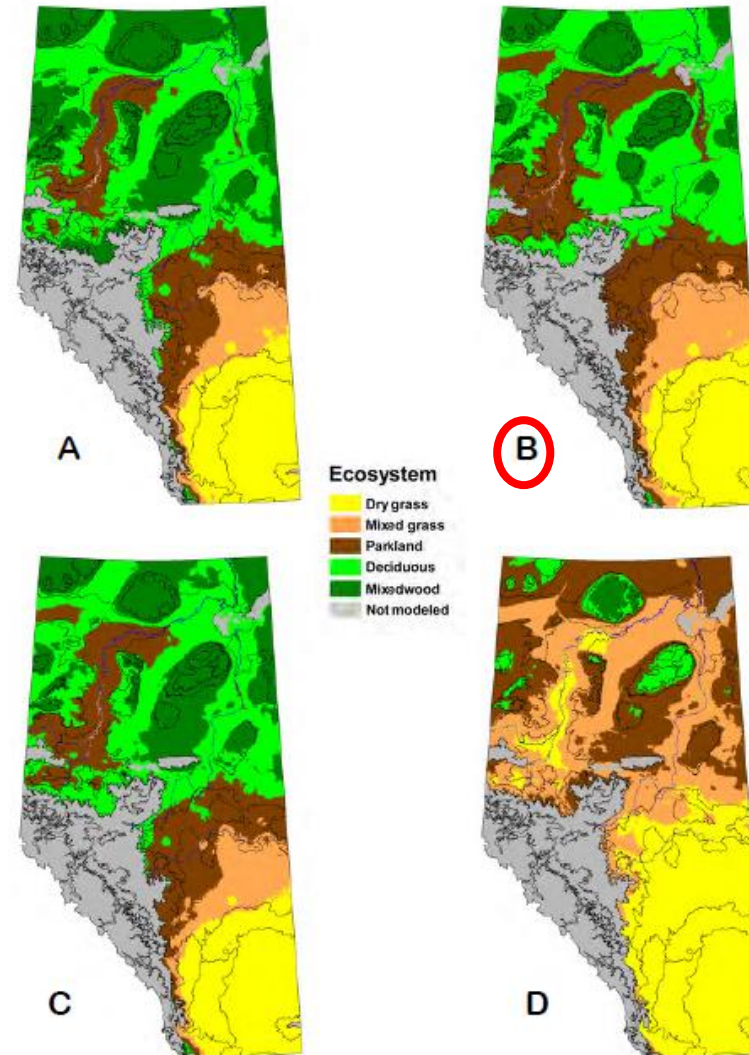 A
B
Ecosystem
Dry grass
Mixed grass
Parkland
Deciduous
Mixedwood
Not modeled
C
D